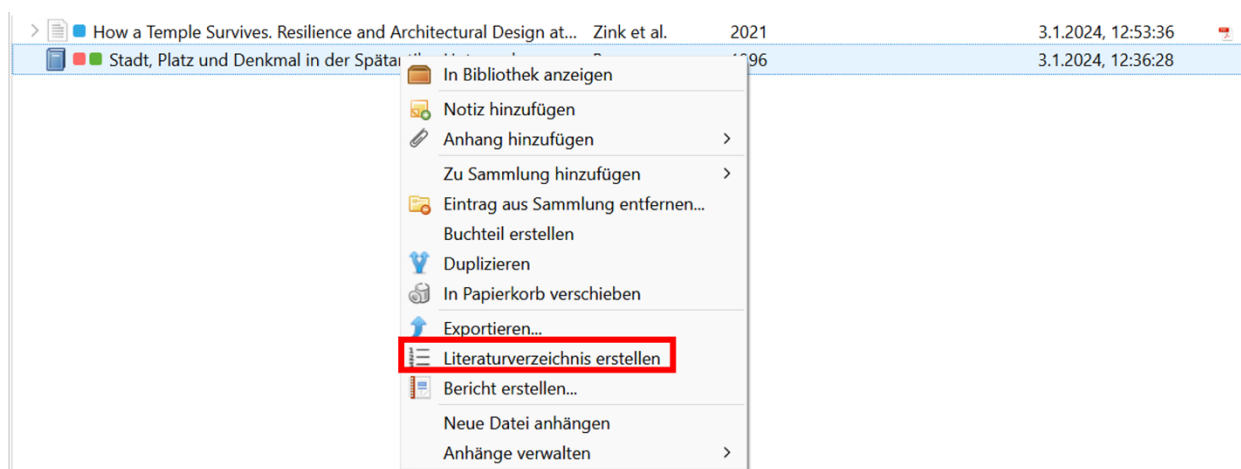 How a Temple Survives. Resilience and Architectural Design at... Zink et al. 2021 3.1.2024, 12:53:36
Stadt, Platz und Denkmal in der 96 3.1.2024, 12:36:28
In Bibliothek anzeigen
Notiz hinzufügen
Anhang hinzufügen
Zu Sammlung hinzufügen
Eintrag aus Sammlung entfernen...
Buchteil erstellen
Duplizieren
In Papierkorb verschieben
Exportieren...
Literaturverzeichnis erstellen
Bericht erstellen...
Neue Datei anhängen
Anhänge verwalten